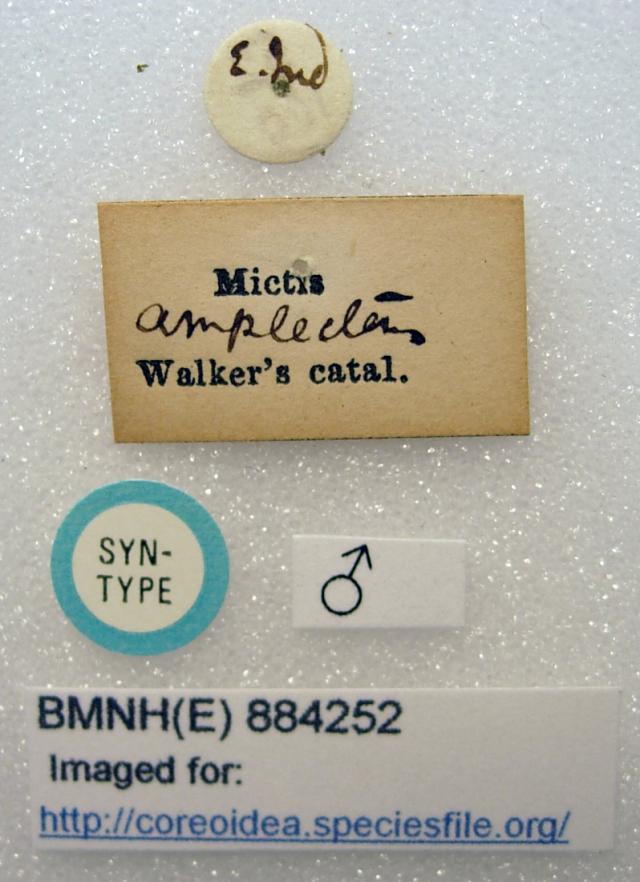 E. Ind
Mictis
amplectens
Walker's catal.
SYN-
TYPE
♂
BMNH(E) 884252
Imaged for:
http://coreoidea.speciesfile.org/